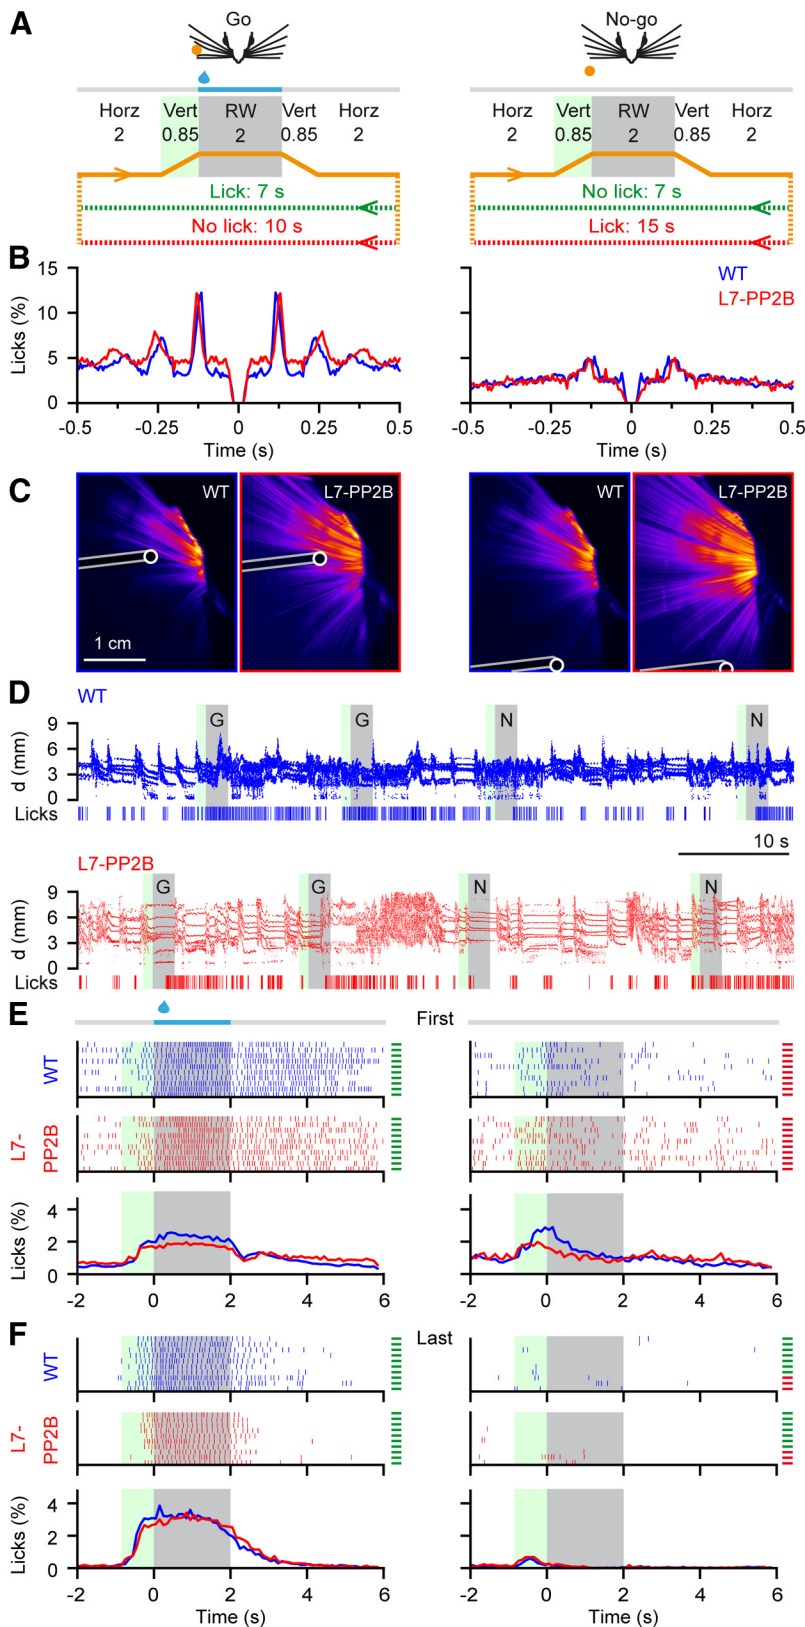 A
Go
No-go
Horz Vert RW Vert Horz
2 0.85 2 0.85 2
Horz Vert RW Vert Horz
2 0.85 2 0.85 2
Lick: 7 s
No lick: 10 s
No lick: 7 s
Lick: 15 s
B
15
10
5
0
Licks (%)
-0.5 -0.25 0 0.25 0.5
Time (s)
WT
L7-PP2B
-0.5 -0.25 0 0.25 0.5
Time (s)
C
WT
L7-PP2B
1 cm
WT
L7-PP2B
D
WT
9
6
3
0
d (mm)
G G N N
Licks
10 s
L7-PP2B
9
6
3
0
d (mm)
G G N N
Licks
E
First
WT
L7-
PP2B
4
2
0
Licks (%)
-2 0 2 4 6
-2 0 2 4 6
F
Last
WT
L7-
PP2B
4
2
0
Licks (%)
-2 0 2 4 6
Time (s)
-2 0 2 4 6
Time (s)